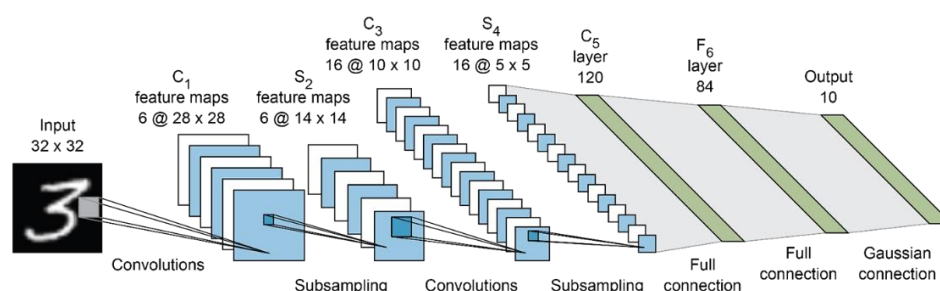 Input
32 x 32
C₁
feature maps
6 @ 28 x 28
S₂
feature maps
6 @ 14 x 14
C₃
feature maps
16 @ 10 x 10
S₄
feature maps
16 @ 5 x 5
C₅
layer
120
F₆
layer
84
Output
10
3
Convolutions
Subsampling
Convolutions
Subsampling
Full
connection
Full
connection
Gaussian
connection